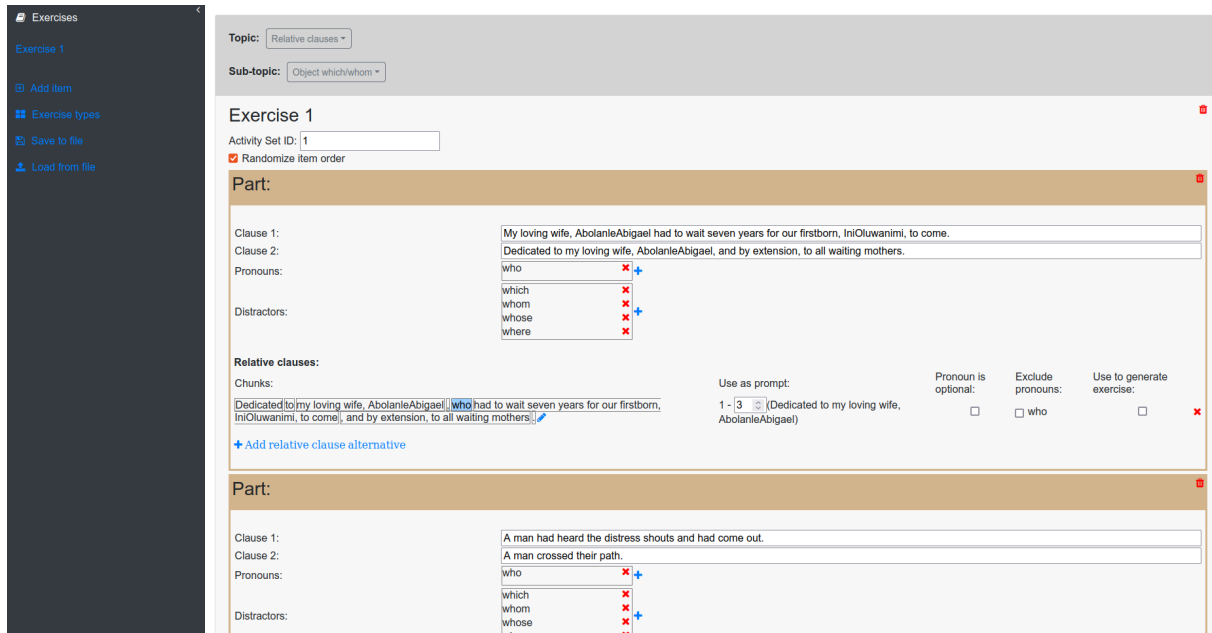 Exercises
Exercise 1
Add item
Exercise types
Save to file
Load from file
Topic: Relative clauses
Sub-topic: Object which/whom
Exercise 1
Activity Set ID: 1
Randomize item order
Part:
Clause 1: My loving wife, AbolanleAbigael had to wait seven years for our firstborn, IniOluwanimi, to come.
Clause 2: Dedicated to my loving wife, AbolanleAbigael, and by extension, to all waiting mothers.
Pronouns: who
Distractors:
which
whom
whose
where
Relative clauses:
Chunks:
Dedicated to my loving wife, AbolanleAbigael , who had to wait seven years for our firstborn,
IniOluwanimi, to come , and by extension, to all waiting mothers .
Use as prompt:
1 - 3 (Dedicated to my loving wife,
AbolanleAbigael)
Pronoun is
optional:
Exclude
pronouns:
who
Use to generate
exercise:
Add relative clause alternative
Part:
Clause 1: A man had heard the distress shouts and had come out.
Clause 2: A man crossed their path.
Pronouns: who
Distractors:
which
whom
whose